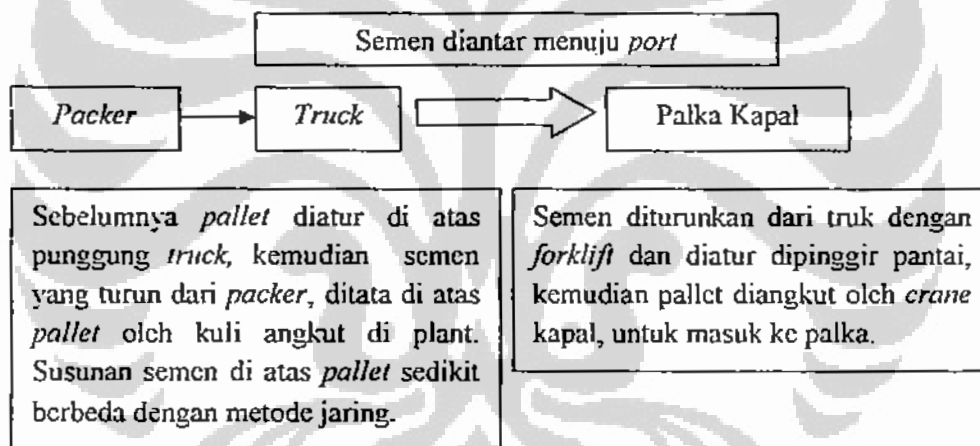 Semen diantar menuju port
Packer
Truck
Palka Kapal
Sebelumnya pallet diatur di atas
punggung truck, kemudian semen
yang turun dari packer, ditata di atas
pallet oleh kuli angkut di plant.
Susunan semen di atas pallet sedikit
berbeda dengan metode jaring.
Semen diturunkan dari truk dengan
forklift dan diatur dipinggir pantai,
kemudian pallet diangkut oleh crane
kapal, untuk masuk ke palka.